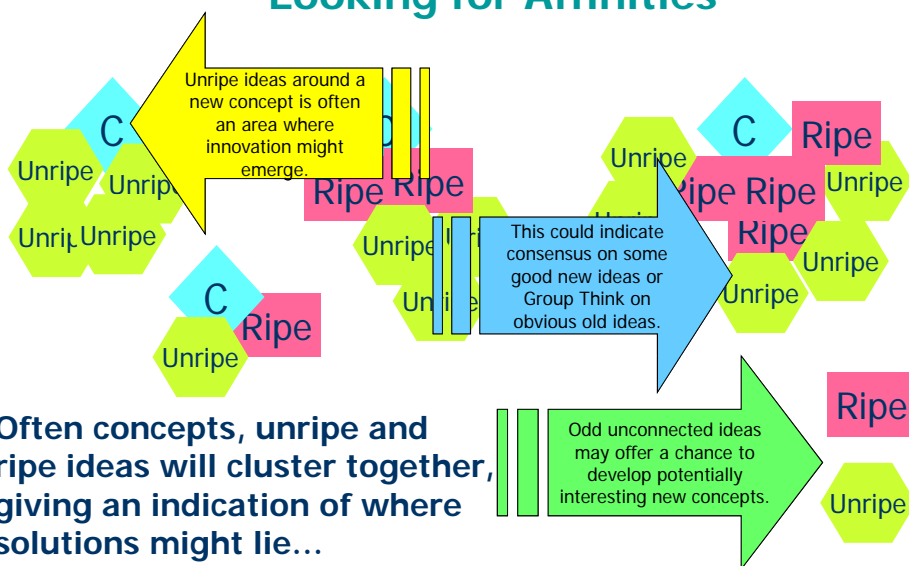 Looking for Affinities
Unripe ideas around a
new concept is often
an area where
innovation might
emerge.
C
Unripe
Unripe
Unripe
Unripe
Ripe
Ripe
Unripe
Unripe
C
Ripe
Unripe
C
Ripe
Unripe
Ripe
Ripe
Ripe
Unripe
Unripe
Unripe
This could indicate
consensus on some
good new ideas or
Group Think on
obvious old ideas.
Odd unconnected ideas
may offer a chance to
develop potentially
interesting new concepts.
Ripe
Unripe
Often concepts, unripe and
ripe ideas will cluster together,
giving an indication of where
solutions might lie...